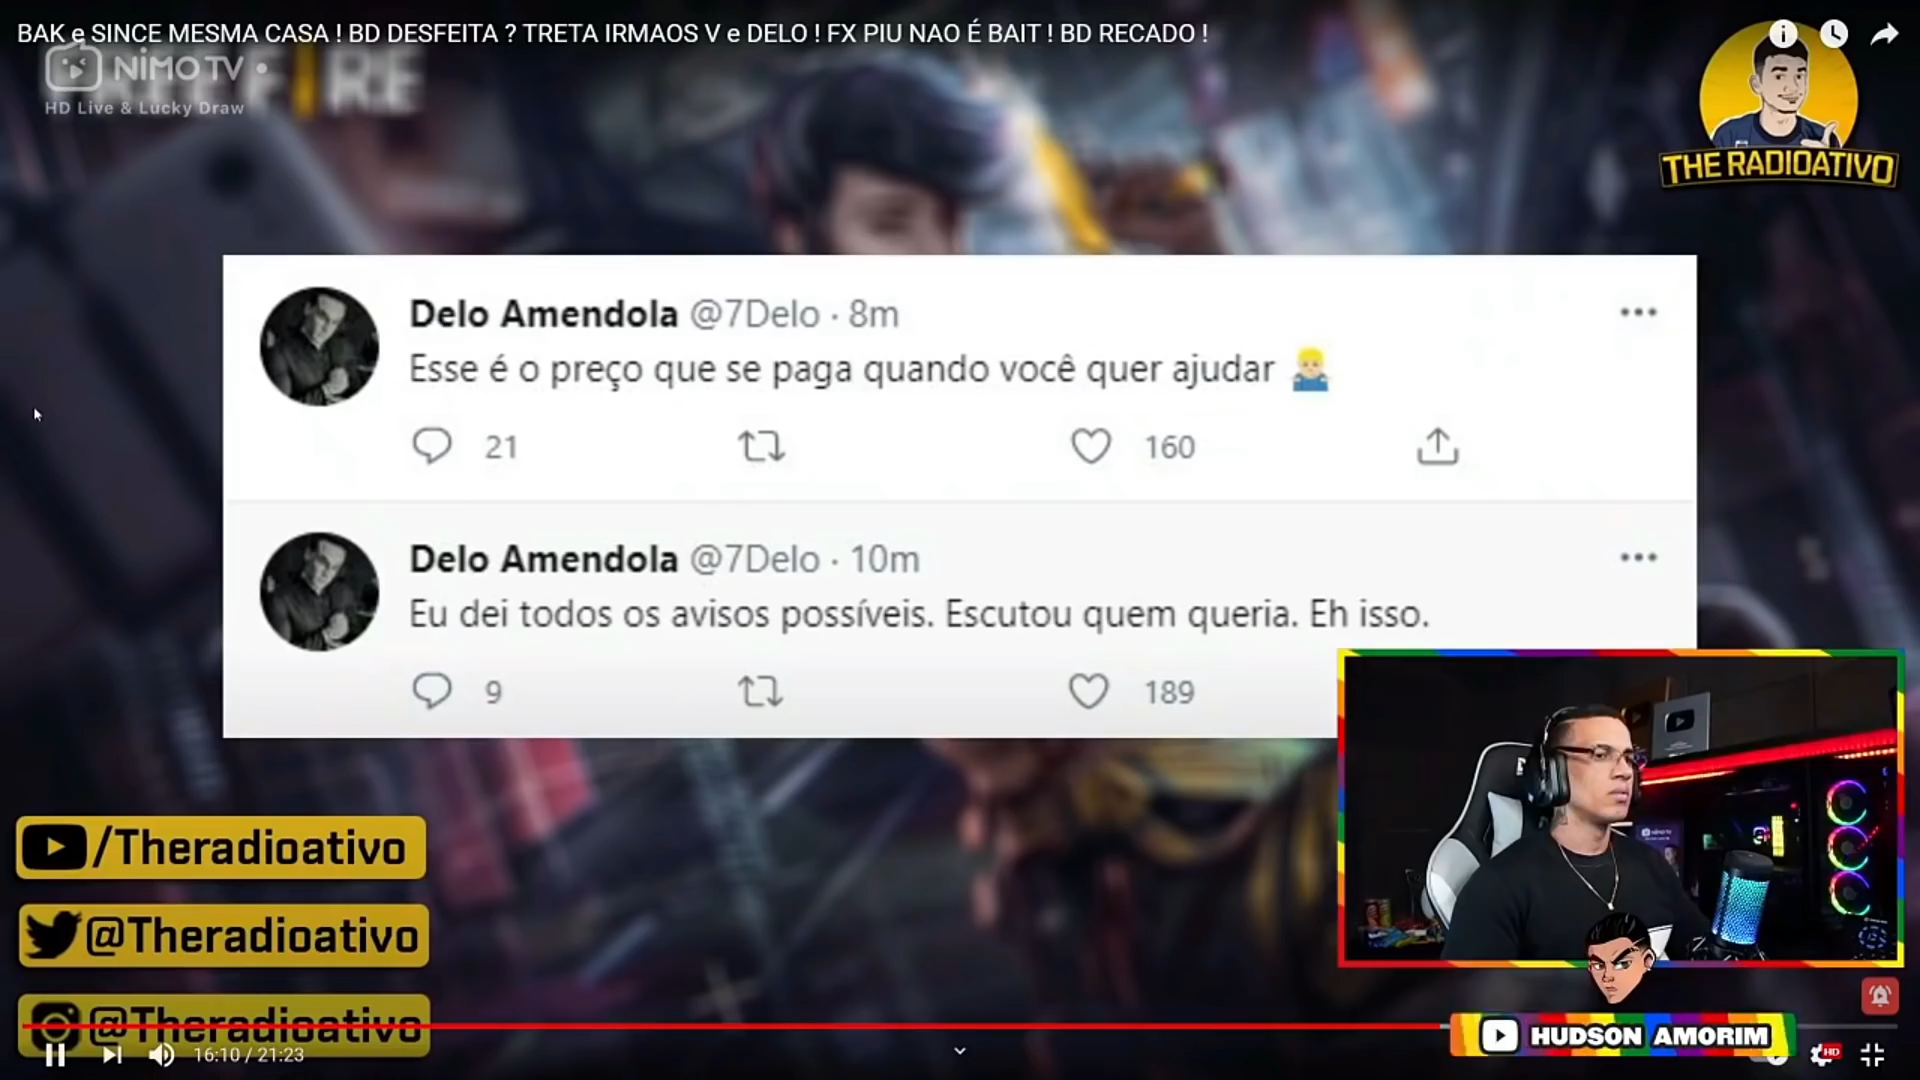 BAK e SINCE MESMA CASA ! BD DESFEITA ? TRETA IRMAOS V e DELO ! FX PIU NAO É BAIT ! BD RECADO !
NIMO TV
HD Live & Lucky Draw
THE RADIOATIVO
Delo Amendola @7Delo · 8m
Esse é o preço que se paga quando você quer ajudar
21 160
Delo Amendola @7Delo · 10m
Eu dei todos os avisos possíveis. Escutou quem queria. Eh isso.
9 189
/Theradioativo
@Theradioativo
@Theradioativo
HUDSON AMORIM
16:10 / 21:23
HD